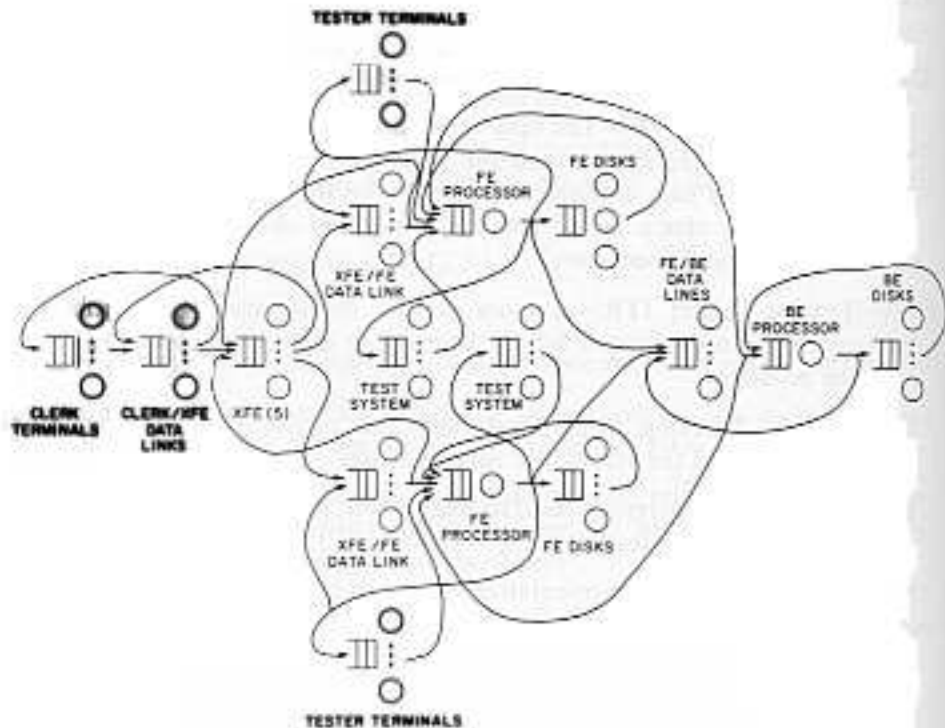 TESTER TERMINALS
FE DISKS
FE
PROCESSOR
XFE/FE
DATA LINK
FE/BE
DATA
LINES
BE
DISKS
BE
PROCESSOR
CLERK
TERMINALS
CLERK/XFE
DATA
LINKS
XFE(S)
TEST
SYSTEM
TEST
SYSTEM
XFE/FE
DATA LINK
FE
PROCESSOR
FE DISKS
TESTER TERMINALS